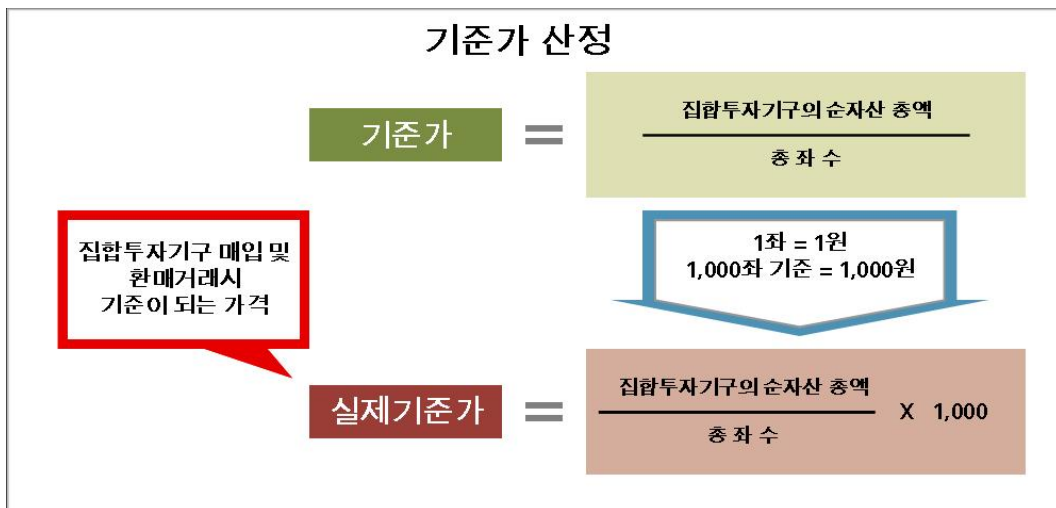 기준가 산정
기준가 =
집합투자기구의 순자산 총액
총 좌 수
집합투자기구 매입 및
환매거래시
기준이 되는 가격
1좌 = 1원
1,000좌 기준 = 1,000원
실제기준가 =
집합투자기구의 순자산 총액
총 좌 수
X 1,000